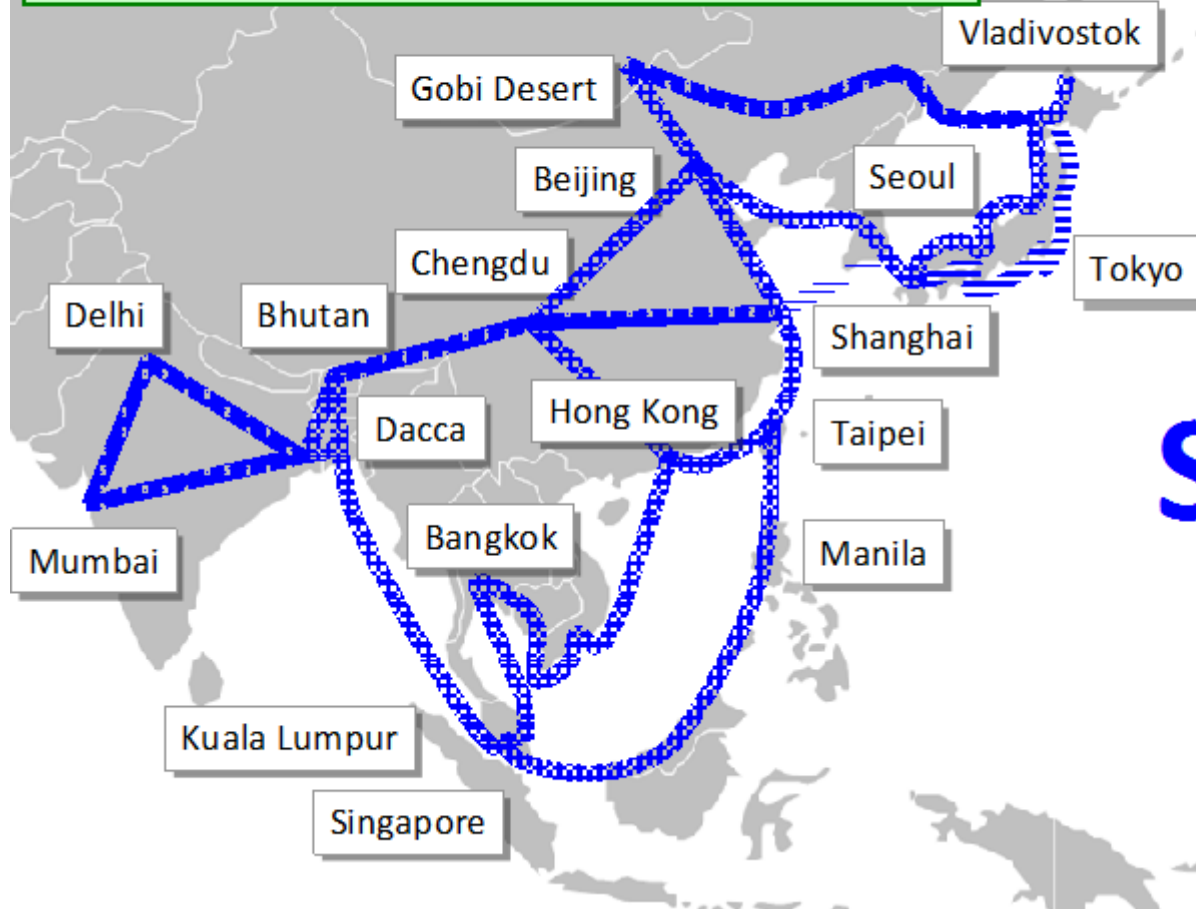 Vladivostok
Gobi Desert
Beijing
Seoul
Chengdu
Tokyo
Delhi
Bhutan
Shanghai
Hong Kong
Dacca
Taipei
Bangkok
Manila
Mumbai
Kuala Lumpur
Singapore
S